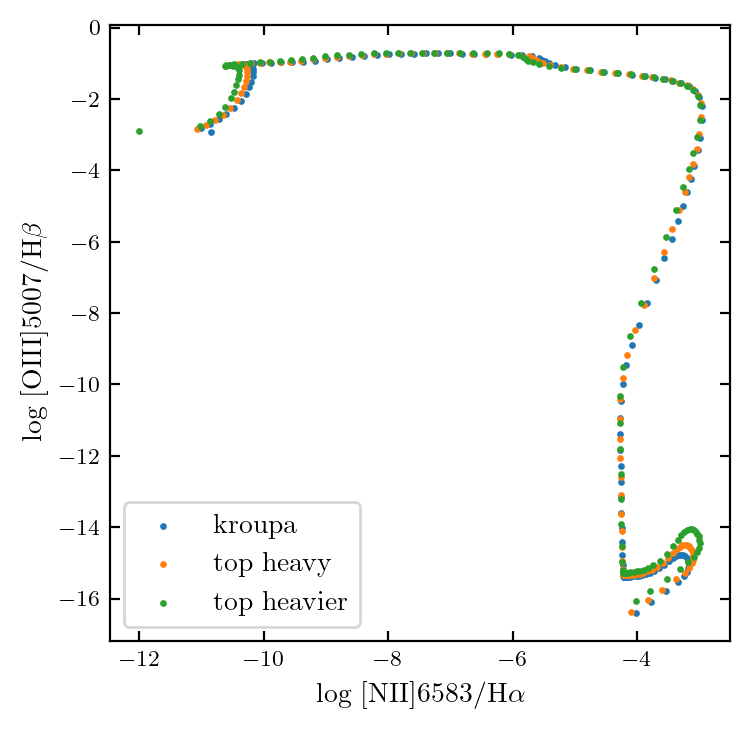 0
−2
−4
−6
−8
−10
−12
−14
−16
log [OIII]5007/Hβ
kroupa
top heavy
top heavier
−12 −10 −8 −6 −4
log [NII]6583/Hα